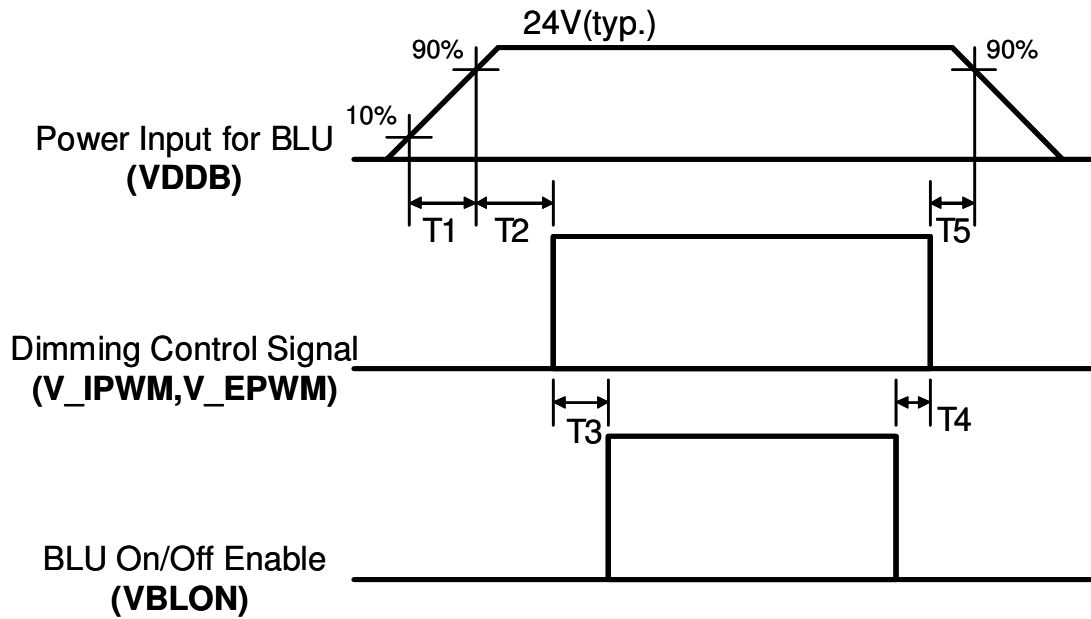 24V(typ.)
90%
90%
10%
Power Input for BLU
(VDDB)
T1
T2
T5
Dimming Control Signal
(V_IPWM,V_EPWM)
T3
T4
BLU On/Off Enable
(VBLON)